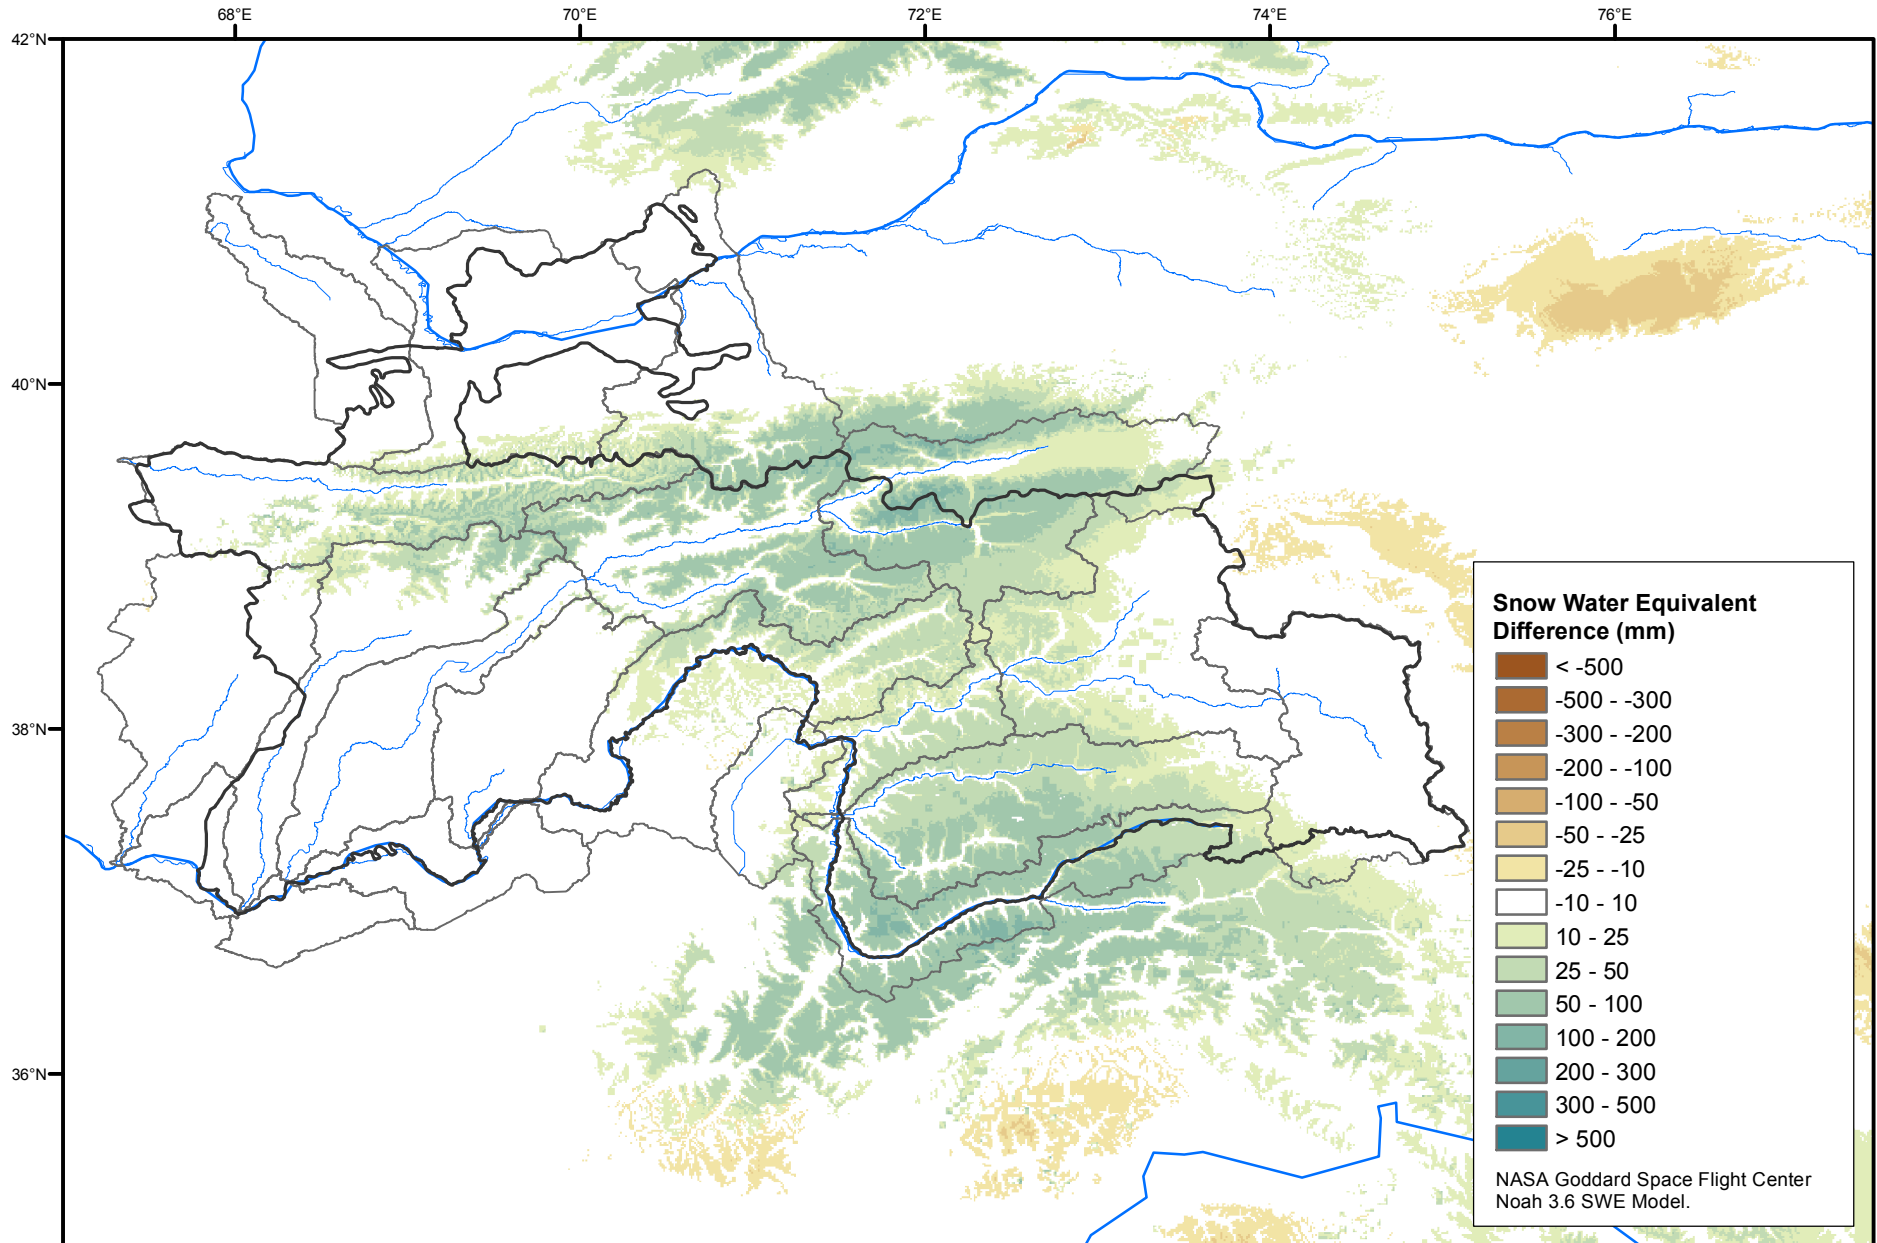 68°E
70°E
72°E
74°E
76°E
42°N
40°N
38°N
36°N
Snow Water Equivalent
Difference (mm)
< -500
-500 - -300
-300 - -200
-200 - -100
-100 - -50
-50 - -25
-25 - -10
-10 - 10
10 - 25
25 - 50
50 - 100
100 - 200
200 - 300
300 - 500
> 500
NASA Goddard Space Flight Center
Noah 3.6 SWE Model.